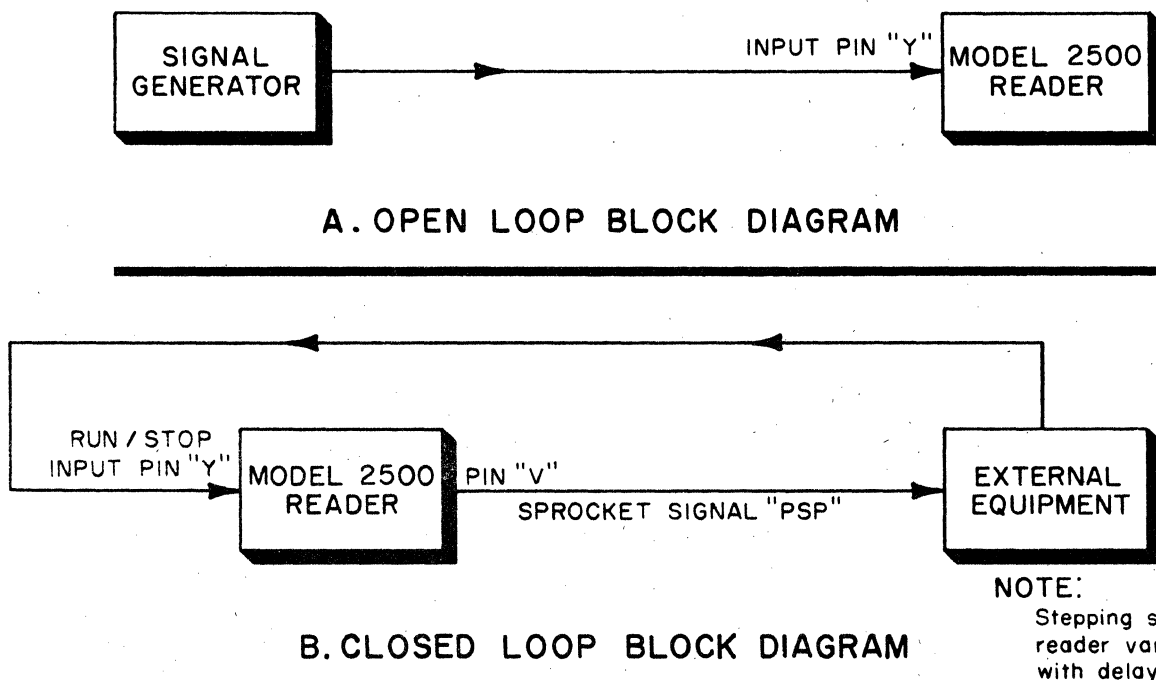 SIGNAL
GENERATOR
INPUT PIN "Y"
MODEL 2500
READER
A. OPEN LOOP BLOCK DIAGRAM
RUN / STOP
INPUT PIN "Y"
MODEL 2500
READER
PIN "V"
SPROCKET SIGNAL "PSP"
EXTERNAL
EQUIPMENT
B. CLOSED LOOP BLOCK DIAGRAM
NOTE:
Stepping
reader
with delay